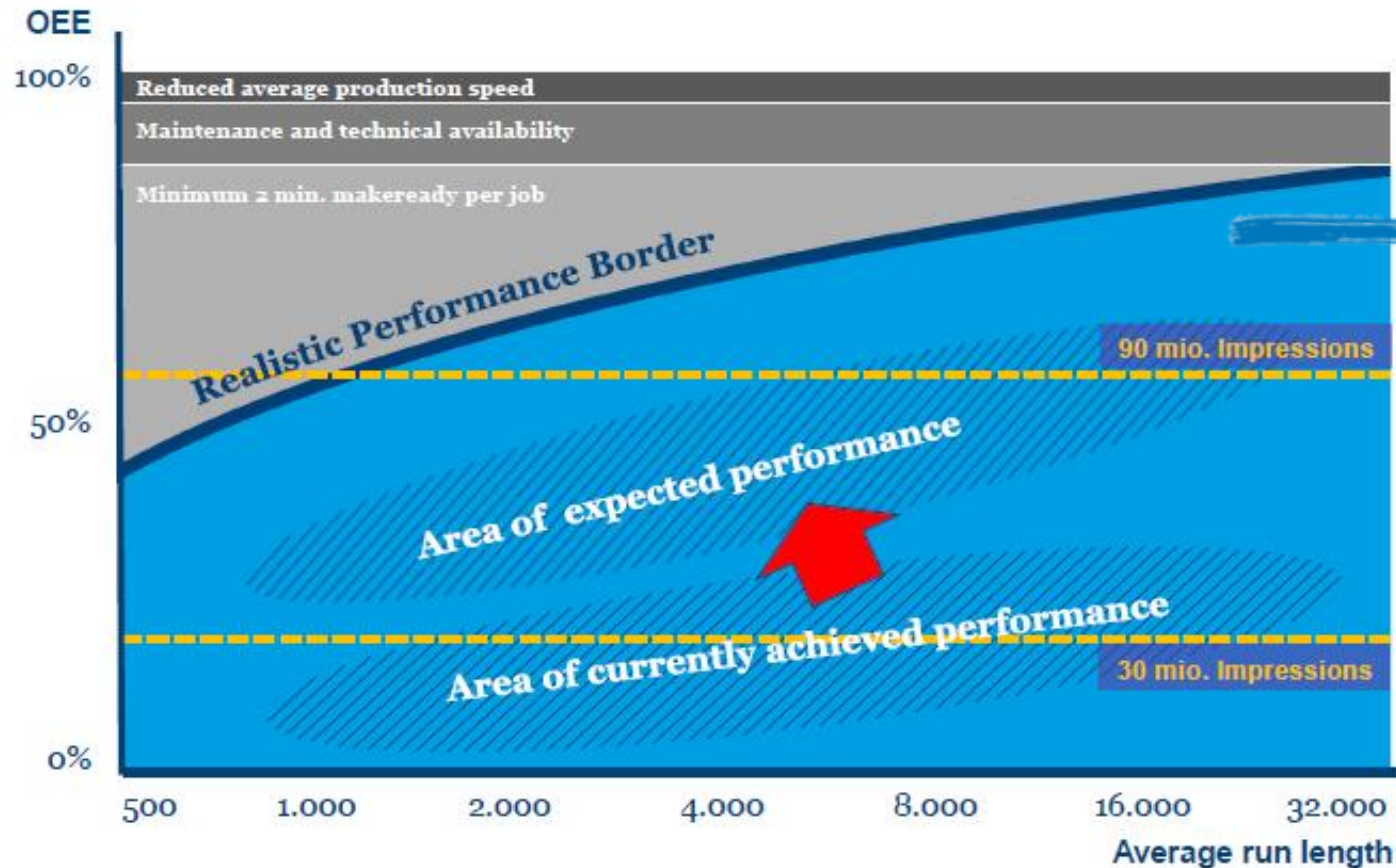 OEE
100%
Reduced average production speed
Maintenance and technical availability
Minimum 2 min. makeready per job
Realistic Performance Border
90 mio. Impressions
50%
Area of expected performance
Area of currently achieved performance
30 mio. Impressions
0%
500 1.000 2.000 4.000 8.000 16.000 32.000
Average run length